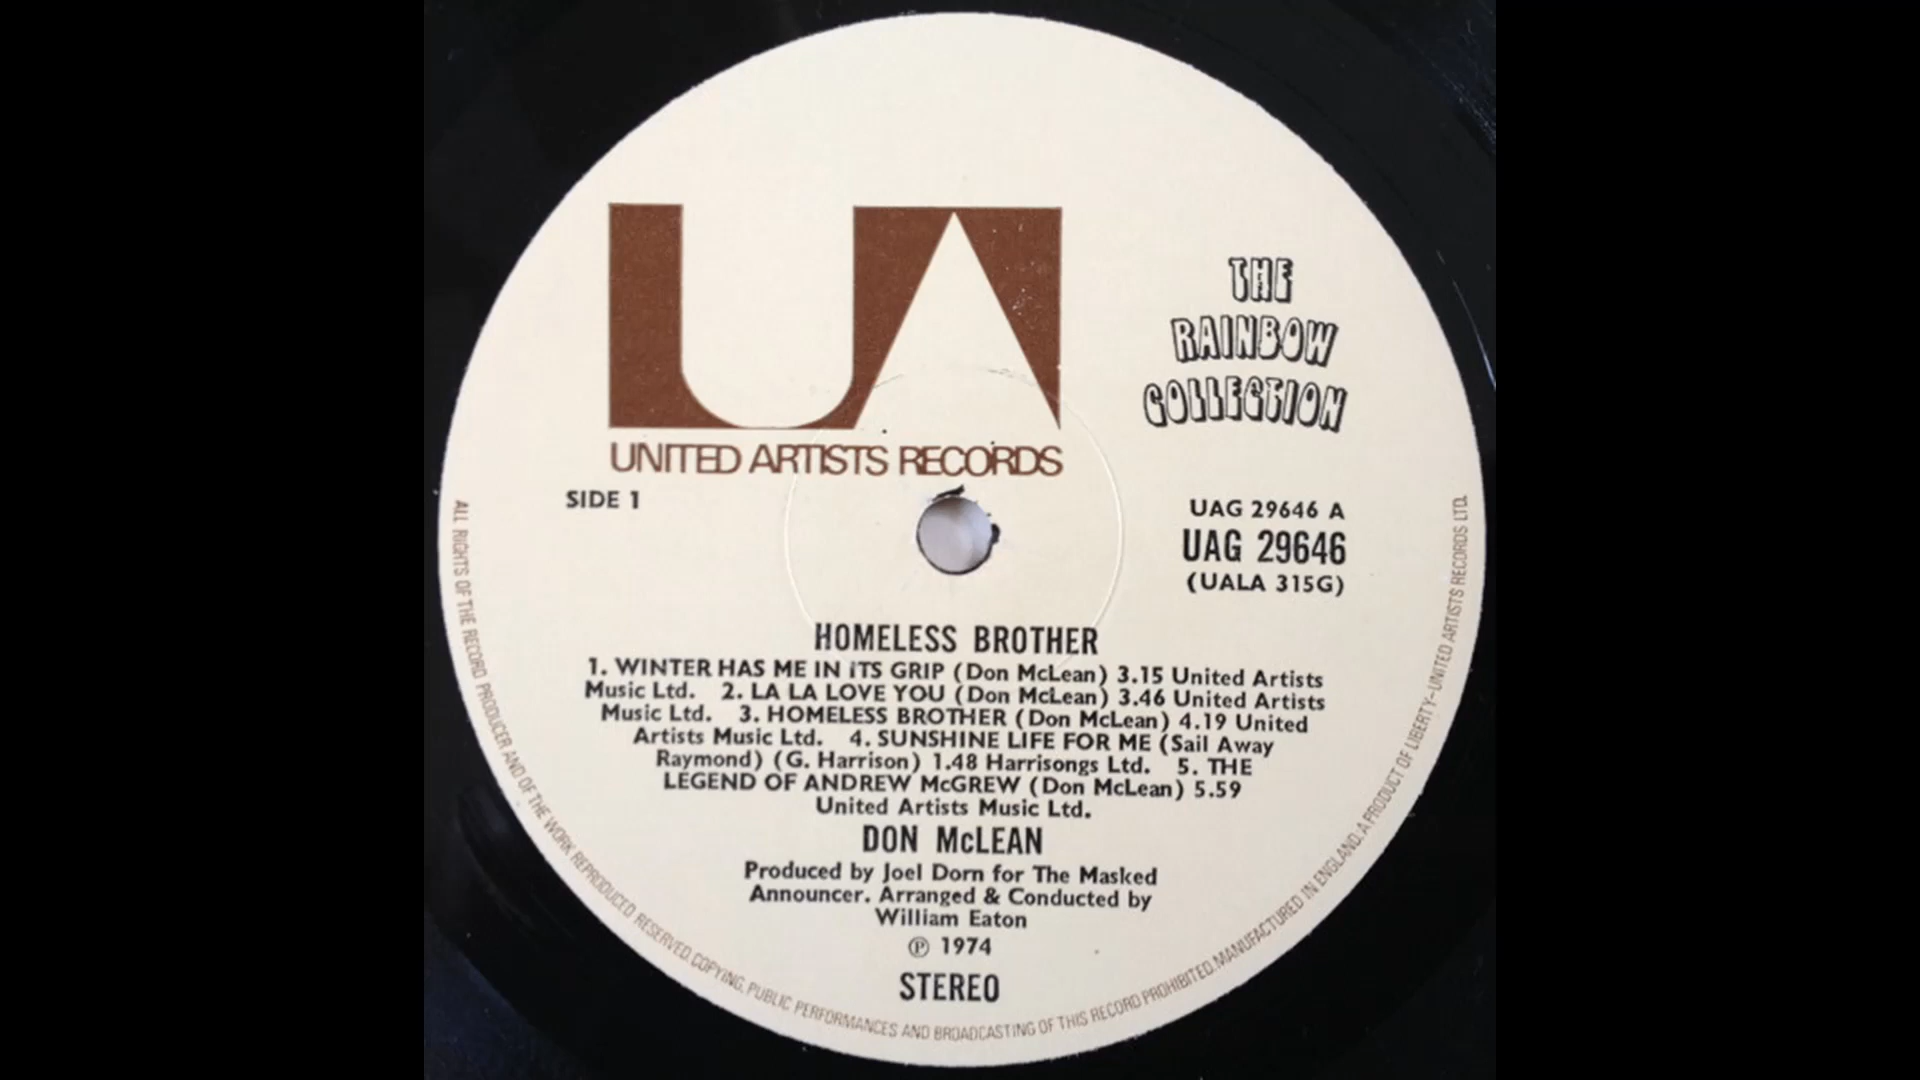 UA
UNITED ARTISTS RECORDS
THE
RAINBOW
COLLECTION
SIDE 1
UAG 29646 A
UAG 29646
(UALA 315G)
HOMELESS BROTHER
1. WINTER HAS ME IN ITS GRIP (Don McLean) 3.15 United Artists
Music Ltd. 2. LA LA LOVE YOU (Don McLean) 3.46 United Artists
Music Ltd. 3. HOMELESS BROTHER (Don McLean) 4.19 United
Artists Music Ltd. 4. SUNSHINE LIFE FOR ME (Sail Away
Raymond) (G. Harrison) 1.48 Harrisongs Ltd. 5. THE
LEGEND OF ANDREW McGREW (Don McLean) 5.59
United Artists Music Ltd.
DON McLEAN
Produced by Joel Dorn for The Masked
Announcer. Arranged & Conducted by
William Eaton
℗ 1974
STEREO
ALL RIGHTS OF THE RECORD PRODUCER AND OF THE WORK REPRODUCED RESERVED. COPYING, PUBLIC PERFORMANCES AND BROADCASTING OF THIS RECORD PROHIBITED. MANUFACTURED IN ENGLAND. A PRODUCT OF LIBERTY–UNITED ARTISTS RECORDS LTD.